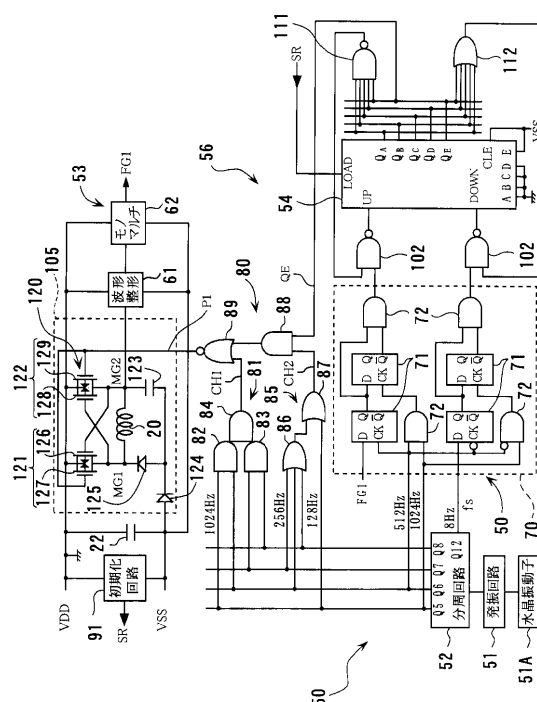 105
120
122
129
128
121
126
127
125
22
VDD
初期化
回路
91
SR
VSS
124
MG1
20
MG2
123
P1
53
波形
整形
61
モノ
マルチ
62
FG1
56
80
89
CH1
81
84
82
83
85
86
87
88
CH2
QE
1024Hz
256Hz
128Hz
512Hz
1024Hz
8Hz
fs
Q5 Q6 Q7 Q8
Q12
分周回路
52
発振回路
51
水晶振動子
51A
60
50
70
FG1
D Q
CK Q̅
71
72
D Q
CK Q̅
72
D Q
CK Q̅
71
72
D Q
CK Q̅
72
102
102
54
LOAD
UP
DOWN
QA
QB
QC
QD
QE
CLE
A B C D E
VSS
SR
111
112